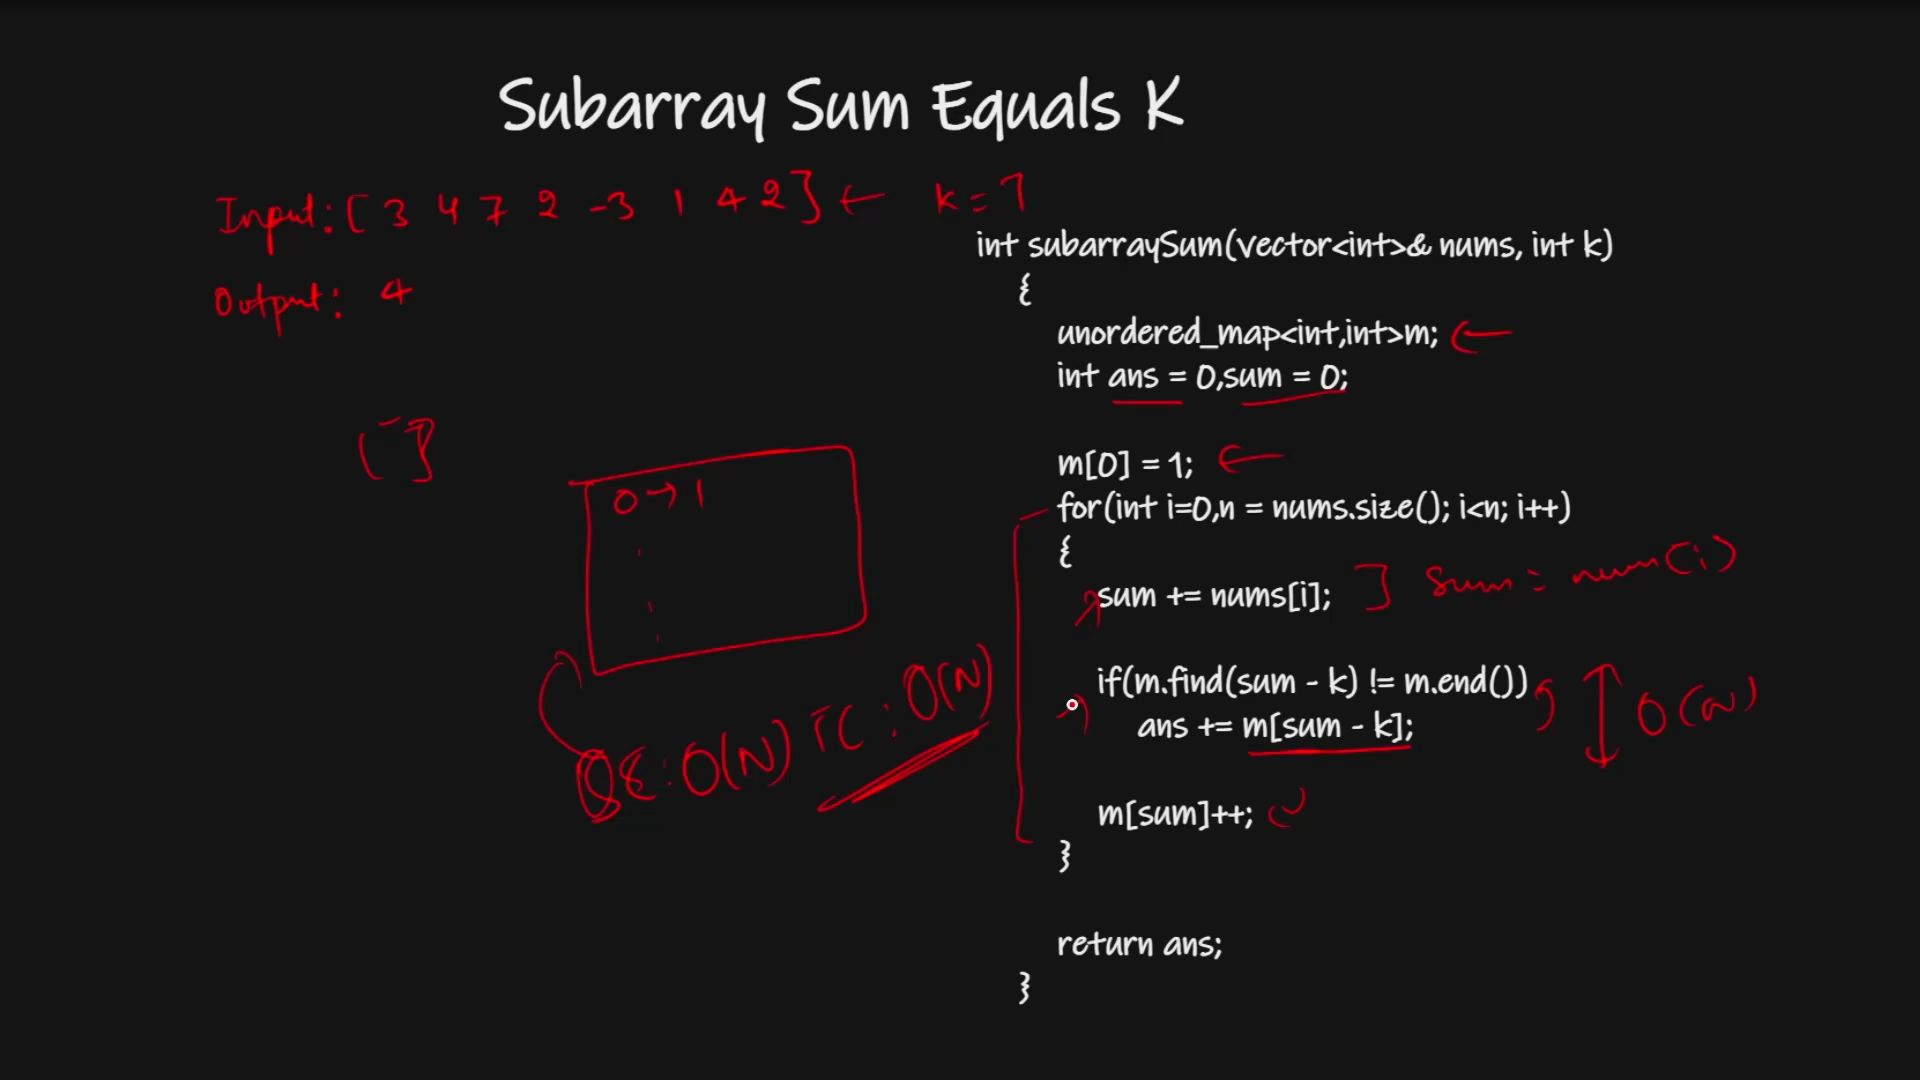 Subarray Sum Equals K
Input: [ 3 4 7 2 -3 1 4 2 ] ← k = 7
Output: 4
int subarraySum(vector<int>& nums, int k)
{
unordered_map<int,int>m; ←
int ans = 0,sum = 0;
[ ]
m[0] = 1; ←
0 → 1
for(int i=0,n = nums.size(); i<n; i++)
{
sum += nums[i]; ] sum = num(i)
if(m.find(sum - k) != m.end())
ans += m[sum - k]; O(N)
: O(N) TC : O(N)
m[sum]++;
}
return ans;
}